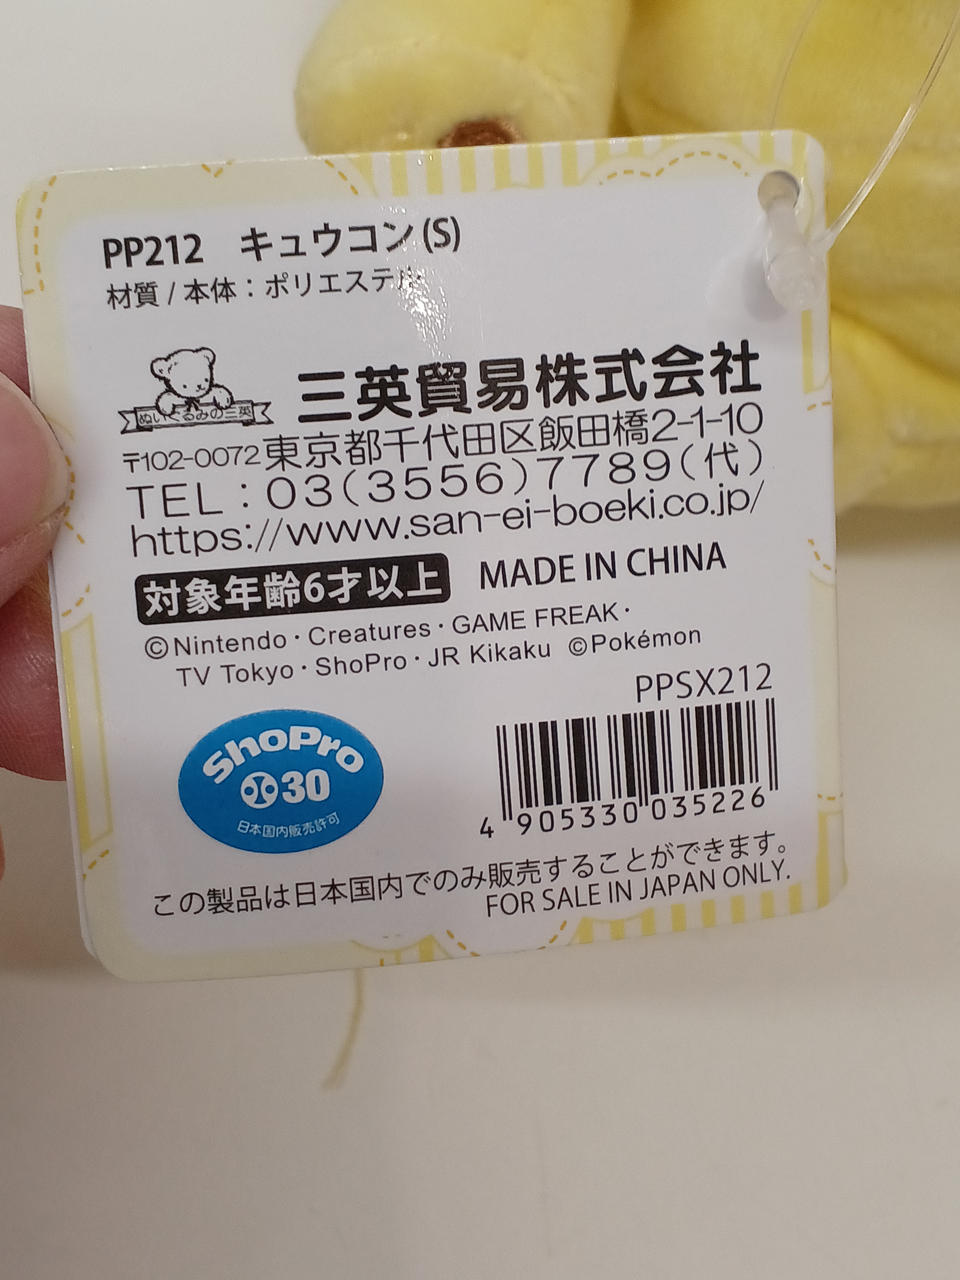 PP212 キュウコン(S)
材質 / 本体：ポリエステル
ぬいぐるみの三英
三英貿易株式会社
〒102-0072東京都千代田区飯田橋2-1-10
TEL：03(3556)7789(代)
https://www.san-ei-boeki.co.jp/
対象年齢6才以上 MADE IN CHINA
©Nintendo・Creatures・GAME FREAK・
TV Tokyo・ShoPro・JR Kikaku ©Pokémon
PPSX212
ShoPro
30
日本国内販売許可
4 905330 035226
この製品は日本国内でのみ販売することができます。
FOR SALE IN JAPAN ONLY.